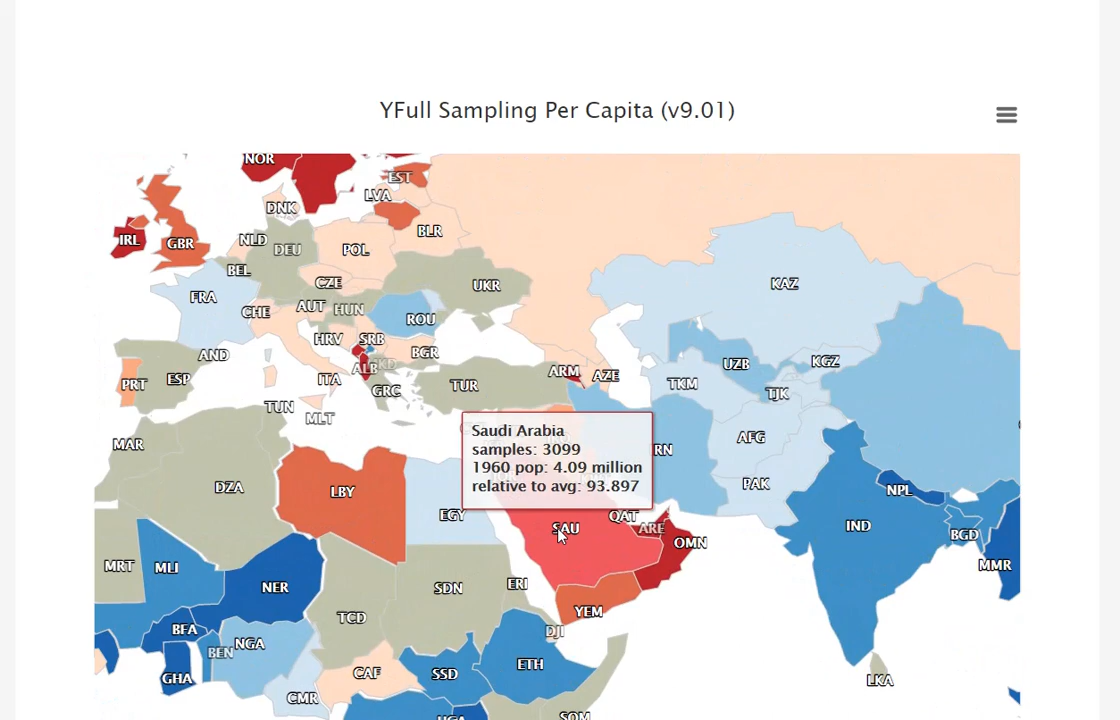 YFull Sampling Per Capita (v9.01)
NOR
EST
LVA
DNK
IRL
GBR
NLD
DEU
POL
BLR
BEL
CZE
UKR
KAZ
FRA
CHE
AUT
HUN
ROU
HRV
SRB
BGR
AND
ALB
ITA
PRT
ESP
GRC
TUR
ARM
AZE
UZB
KGZ
TKM
TJK
TUN
MLT
MAR
AFG
DZA
LBY
EGY
PAK
NPL
IND
BGD
MMR
Saudi Arabia
samples: 3099
1960 pop: 4.09 million
relative to avg: 93.897
SAU
QAT
ARE
OMN
MRT
MLI
NER
TCD
SDN
ERI
YEM
DJI
BFA
BEN
NGA
GHA
CMR
CAF
SSD
ETH
SOM
LKA